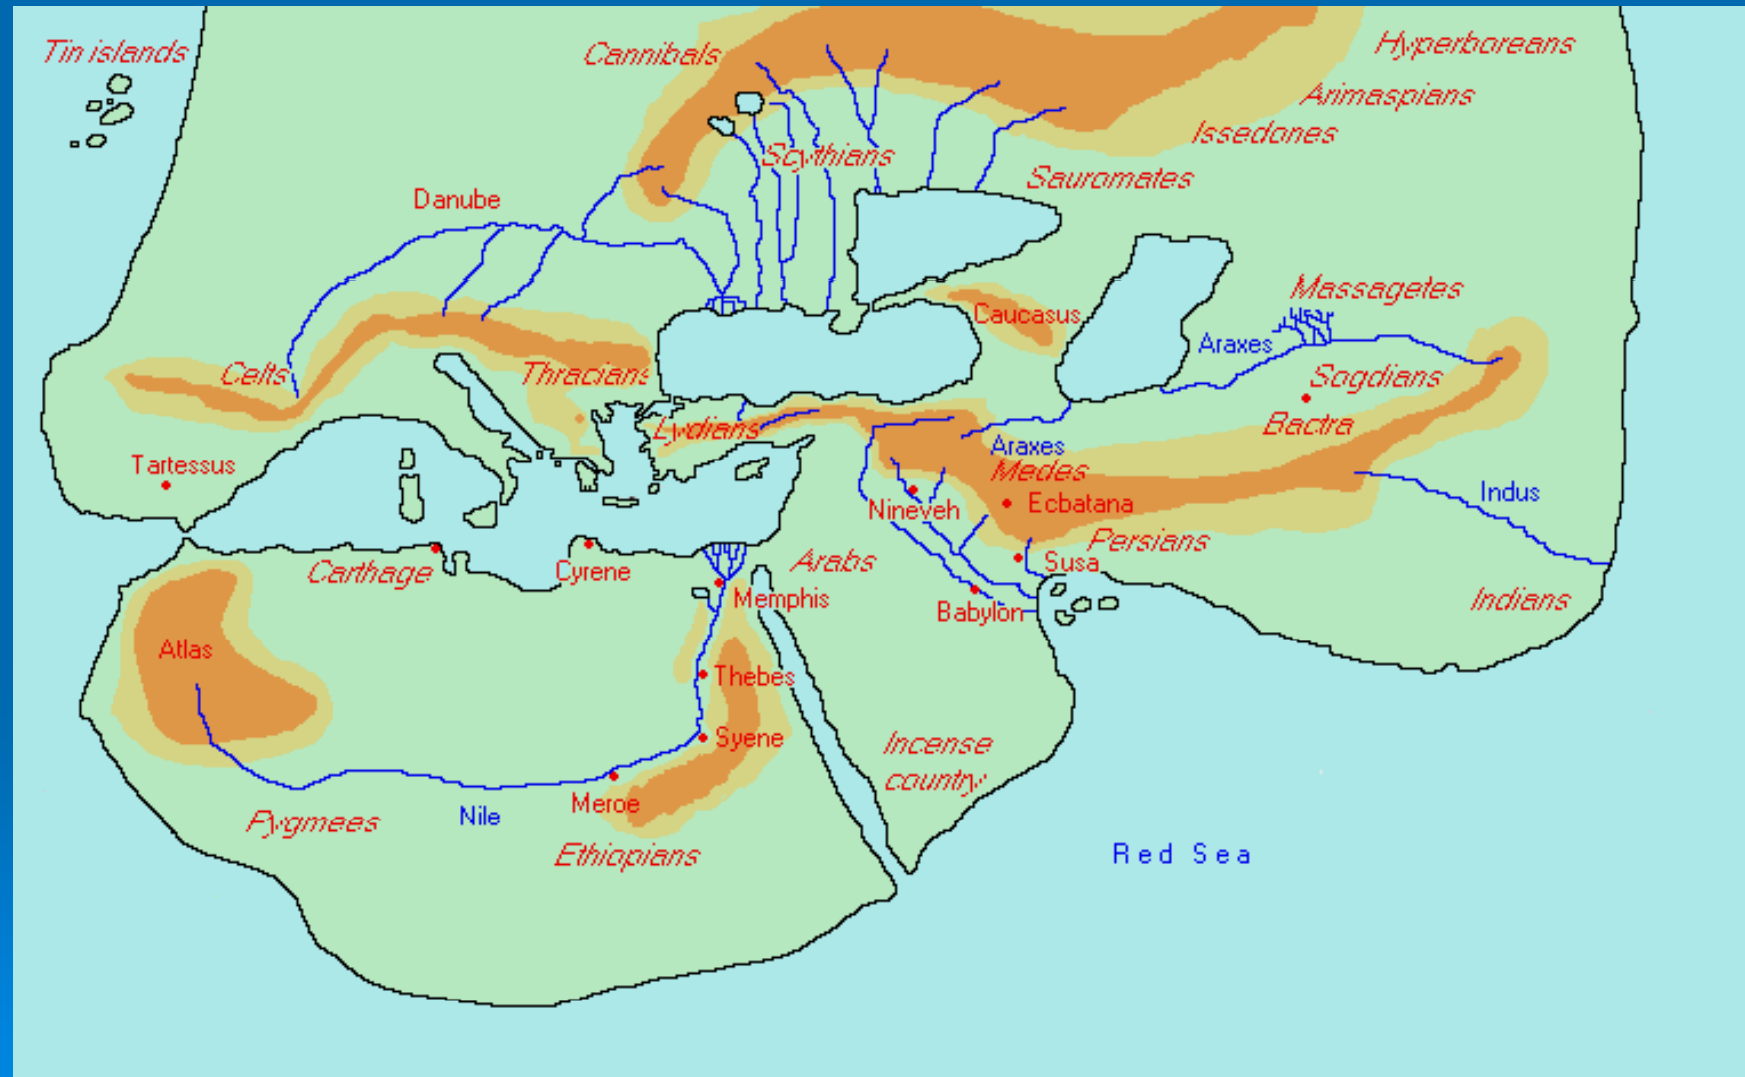 Tin islands
Cannibals
Hyperboreans
Arimaspians
Issedones
Scythians
Sauromates
Danube
Massagetes
Caucasus
Araxes
Celts
Thracians
Sogdians
Lydians
Bactra
Araxes
Medes
Tartessus
Indus
Nineveh
Ecbatana
Persians
Carthage
Cyrene
Arabs
Susa
Memphis
Babylon
Indians
Atlas
Thebes
Syene
Incense
country
Meroe
Nile
Pygmees
Ethiopians
Red Sea